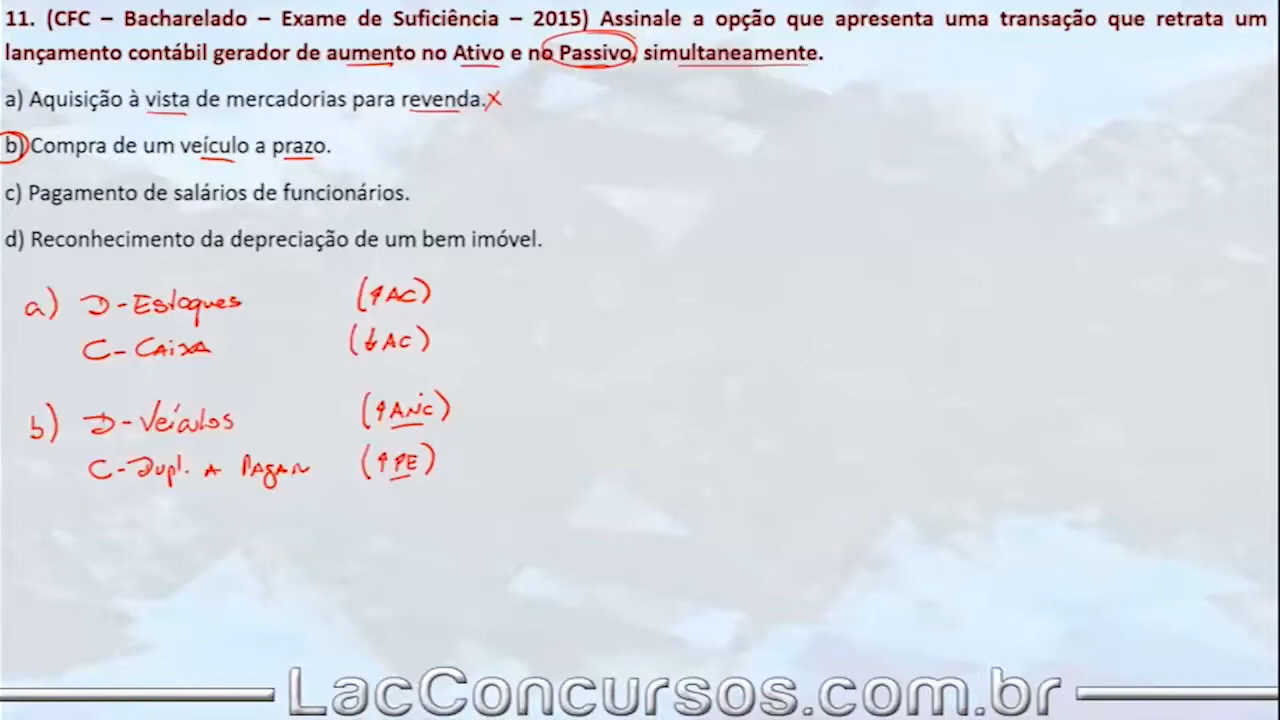 11. (CFC – Bacharelado – Exame de Suficiência – 2015) Assinale a opção que apresenta uma transação que retrata um
lançamento contábil gerador de aumento no Ativo e no Passivo, simultaneamente.
a) Aquisição à vista de mercadorias para revenda.X
b) Compra de um veículo a prazo.
c) Pagamento de salários de funcionários.
d) Reconhecimento da depreciação de um bem imóvel.
a) D-Estoques (↑AC)
C-CAIXA (↓AC)
b) D-Veículos (↑ANC)
C-Dupl. A PAGAR (↑PE)
LacConcursos.com.br